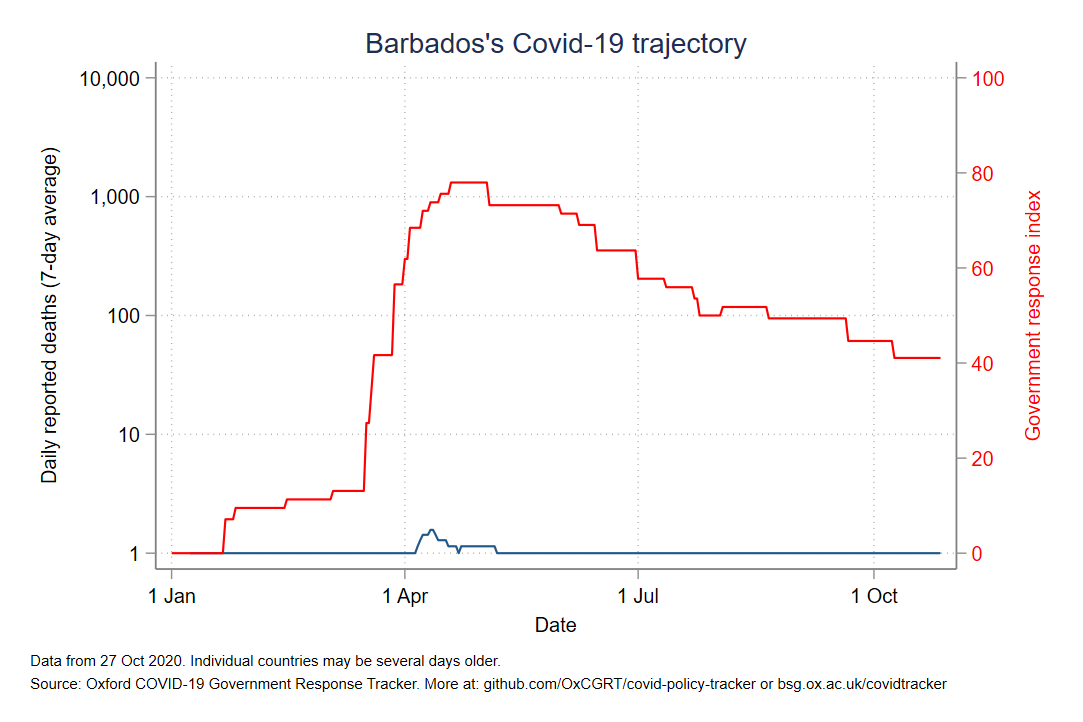 Barbados's Covid-19 trajectory
Daily reported deaths (7-day average)
10,000
1,000
100
10
1
100
80
60
40
20
0
Government response index
1 Jan
1 Apr
1 Jul
1 Oct
Date
Data from 27 Oct 2020. Individual countries may be several days older.
Source: Oxford COVID-19 Government Response Tracker. More at: github.com/OxCGRT/covid-policy-tracker or bsg.ox.ac.uk/covidtracker